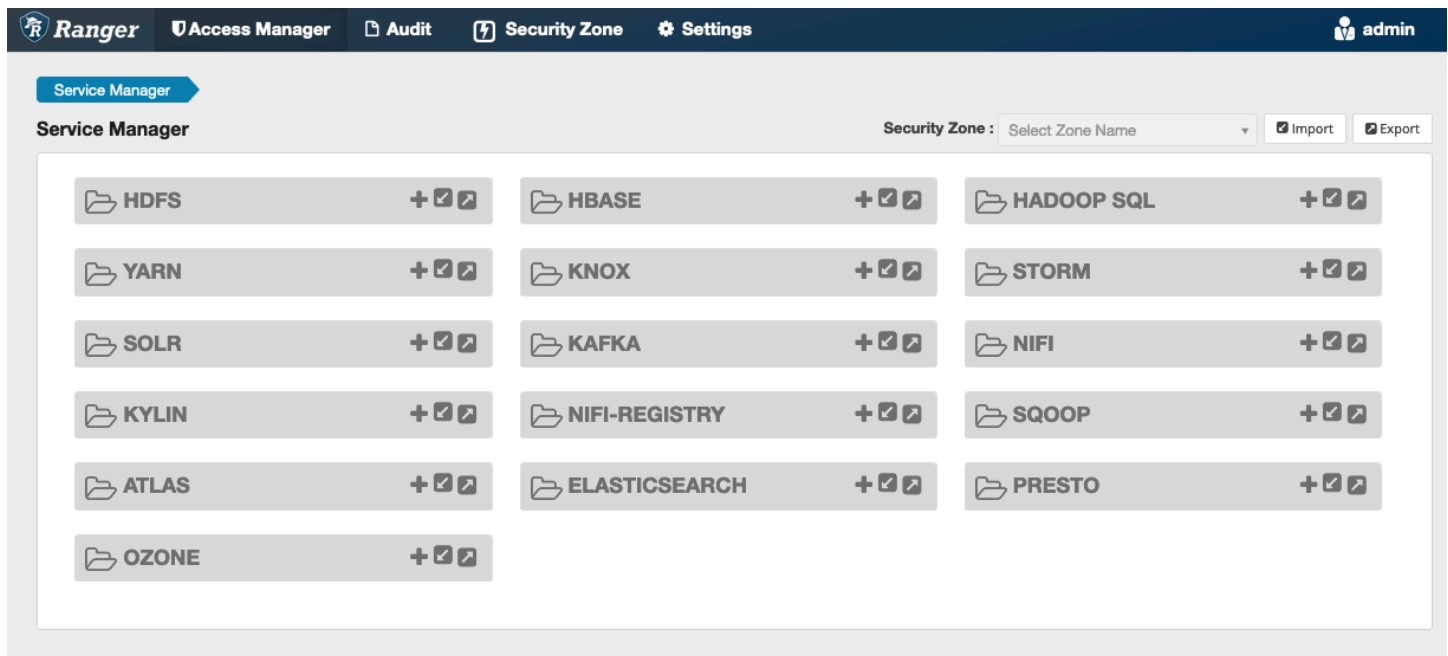 Ranger Access Manager Audit Security Zone Settings admin
Service Manager
Service Manager Security Zone : Select Zone Name Import Export
HDFS HBASE HADOOP SQL
YARN KNOX STORM
SOLR KAFKA NIFI
KYLIN NIFI-REGISTRY SQOOP
ATLAS ELASTICSEARCH PRESTO
OZONE